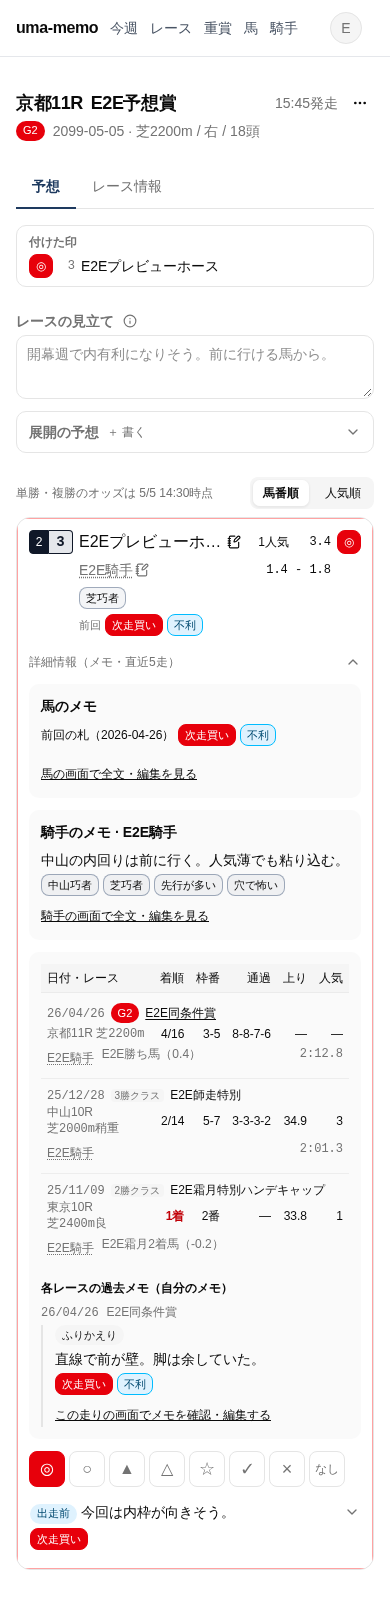 uma-memo 今週 レース 重賞 馬 騎手 E
京都11R E2E予想賞 15:45発走 …
G2 2099-05-05 · 芝2200m / 右 / 18頭
予想 レース情報
付けた印
◎ 3 E2Eプレビューホース
レースの見立て
開幕週で内有利になりそう。前に行ける馬から。
展開の予想 ＋ 書く
単勝・複勝のオッズは 5/5 14:30時点 馬番順 人気順
2 3 E2Eプレビューホ… 1人気 3.4 ◎
E2E騎手 1.4 - 1.8
芝巧者
前回 次走買い 不利
詳細情報（メモ・直近5走）
馬のメモ
前回の札（2026-04-26） 次走買い 不利
馬の画面で全文・編集を見る
騎手のメモ · E2E騎手
中山の内回りは前に行く。人気薄でも粘り込む。
中山巧者 芝巧者 先行が多い 穴で怖い
騎手の画面で全文・編集を見る
日付・レース 着順 枠番 通過 上り 人気
26/04/26 G2 E2E同条件賞
京都11R 芝2200m 4/16 3-5 8-8-7-6 — —
E2E騎手 E2E勝ち馬（0.4） 2:12.8
25/12/28 3勝クラス E2E師走特別
中山10R
芝2000m稍重 2/14 5-7 3-3-3-2 34.9 3
E2E騎手 2:01.3
25/11/09 2勝クラス E2E霜月特別ハンデキャップ
東京10R
芝2400m良 1着 2番 — 33.8 1
E2E騎手 E2E霜月2着馬（-0.2）
各レースの過去メモ（自分のメモ）
26/04/26 E2E同条件賞
ふりかえり
直線で前が壁。脚は余していた。
次走買い 不利
この走りの画面でメモを確認・編集する
◎ ○ ▲ △ ☆ ✓ × なし
出走前 今回は内枠が向きそう。
次走買い